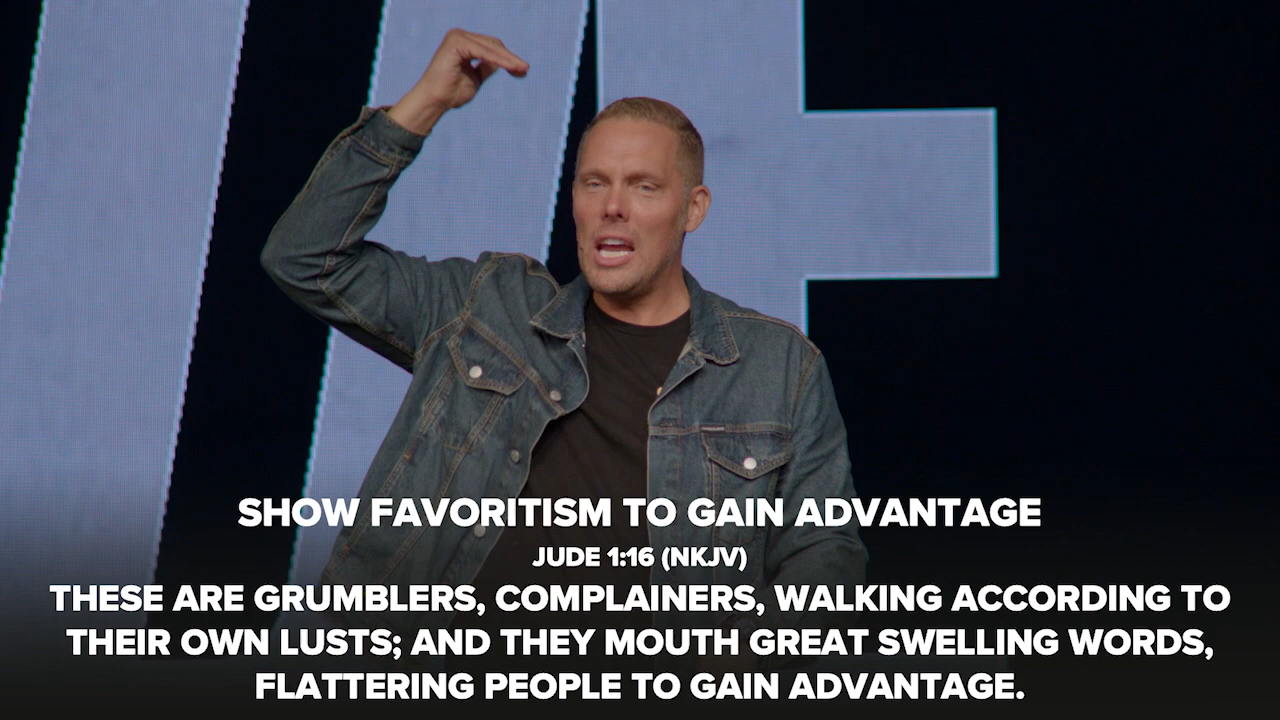 SHOW FAVORITISM TO GAIN ADVANTAGE
JUDE 1:16 (NKJV)
THESE ARE GRUMBLERS, COMPLAINERS, WALKING ACCORDING TO
THEIR OWN LUSTS; AND THEY MOUTH GREAT SWELLING WORDS,
FLATTERING PEOPLE TO GAIN ADVANTAGE.